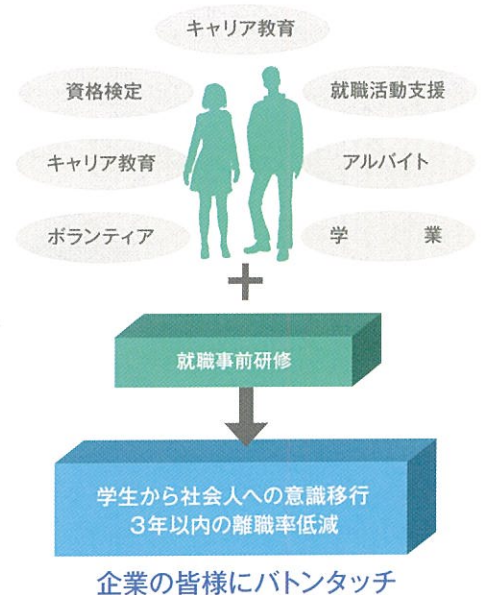 キャリア教育
資格検定
就職活動支援
キャリア教育
アルバイト
ボランティア
学　業
+
就職事前研修
学生から社会人への意識移行
3年以内の離職率低減
企業の皆様にバトンタッチ